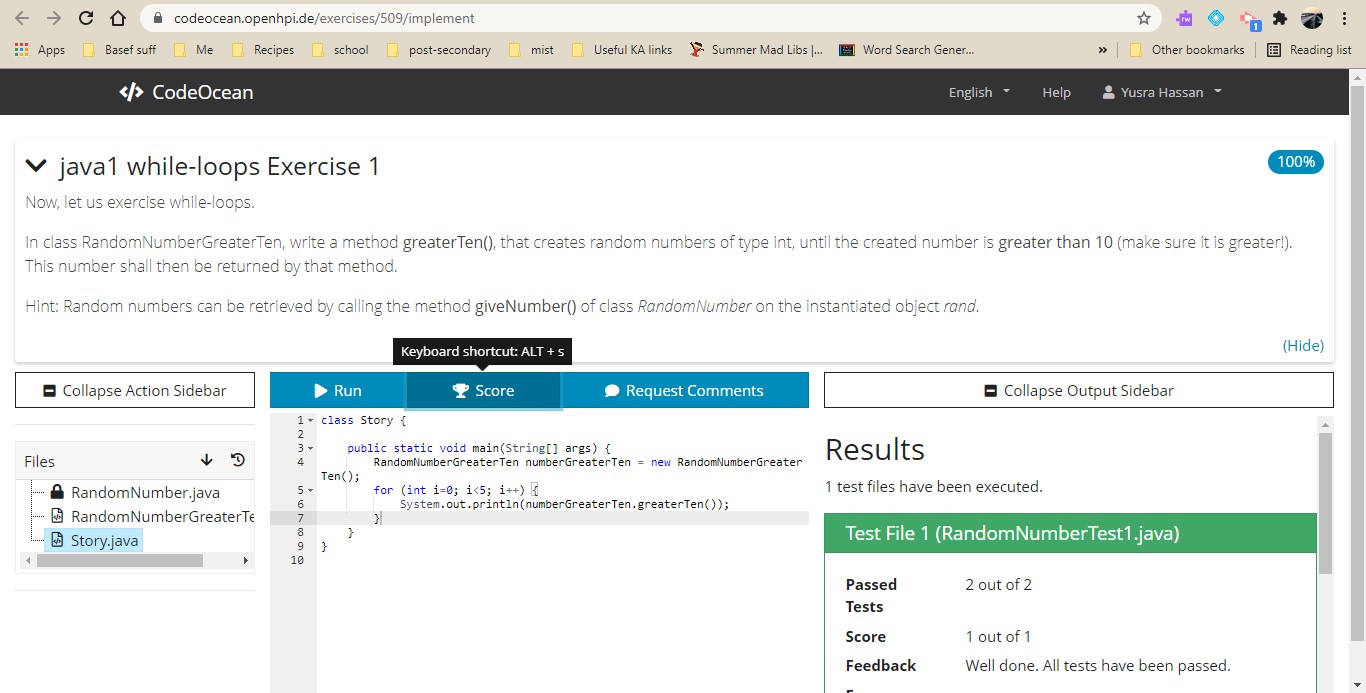 codeocean.openhpi.de/exercises/509/implement
rw
1
Apps
Basef suff
Me
Recipes
school
post-secondary
mist
Useful KA links
Summer Mad Libs |...
Word Search Gener...
»
Other bookmarks
Reading list
CodeOcean
English
Help
Yusra Hassan
java1 while-loops Exercise 1
100%
Now, let us exercise while-loops.
In class RandomNumberGreaterTen, write a method greaterTen(), that creates random numbers of type int, until the created number is greater than 10 (make sure it is greater!).
This number shall then be returned by that method.
Hint: Random numbers can be retrieved by calling the method giveNumber() of class RandomNumber on the instantiated object rand.
(Hide)
Keyboard shortcut: ALT + s
Collapse Action Sidebar
Run
Score
Request Comments
Collapse Output Sidebar
Files
RandomNumber.java
RandomNumberGreaterTe
Story.java
1 class Story {
2
3 public static void main(String[] args) {
4 RandomNumberGreaterTen numberGreaterTen = new RandomNumberGreater
Ten();
5 for (int i=0; i<5; i++) {
6 System.out.println(numberGreaterTen.greaterTen());
7 }
8 }
9 }
10
Results
1 test files have been executed.
Test File 1 (RandomNumberTest1.java)
Passed Tests
2 out of 2
Score
1 out of 1
Feedback
Well done. All tests have been passed.